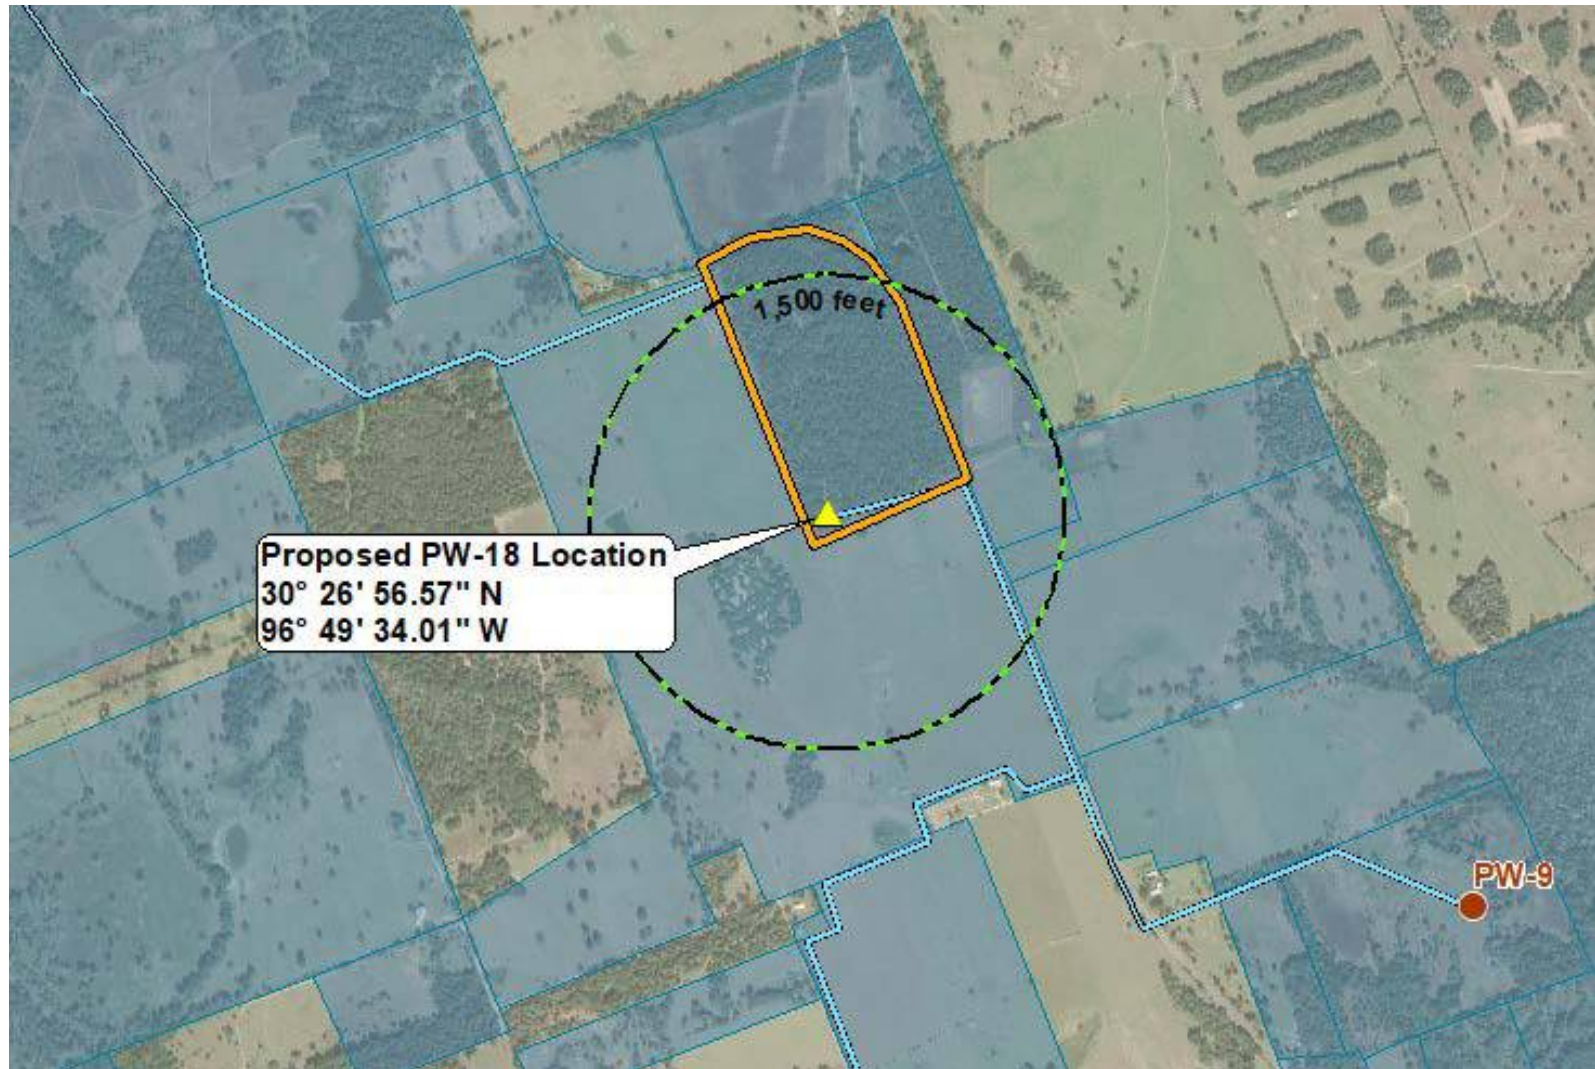 1,500 feet
Proposed PW-18 Location
30° 26' 56.57" N
96° 49' 34.01" W
PW-9